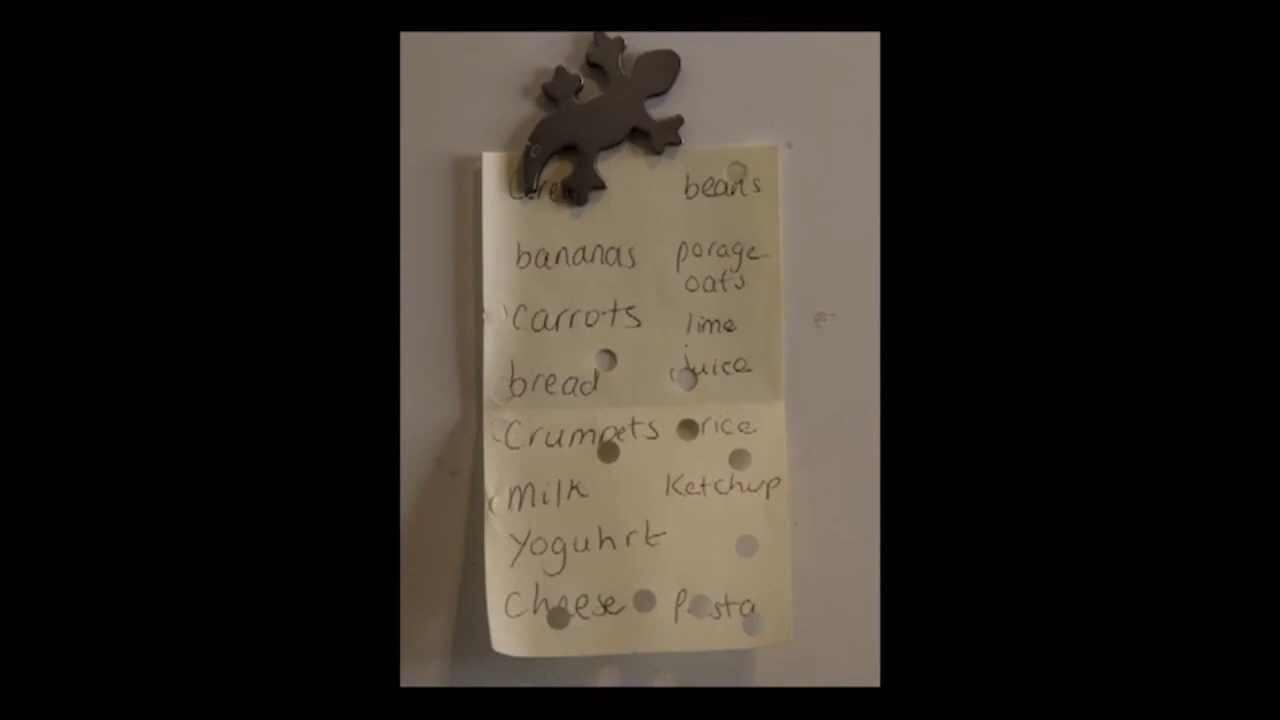 bananas
carrots
bread
Crumpets
Milk
Yoguhrt
Cheese
beans
porage
oats
lime
juice
rice
Ketchup
pasta